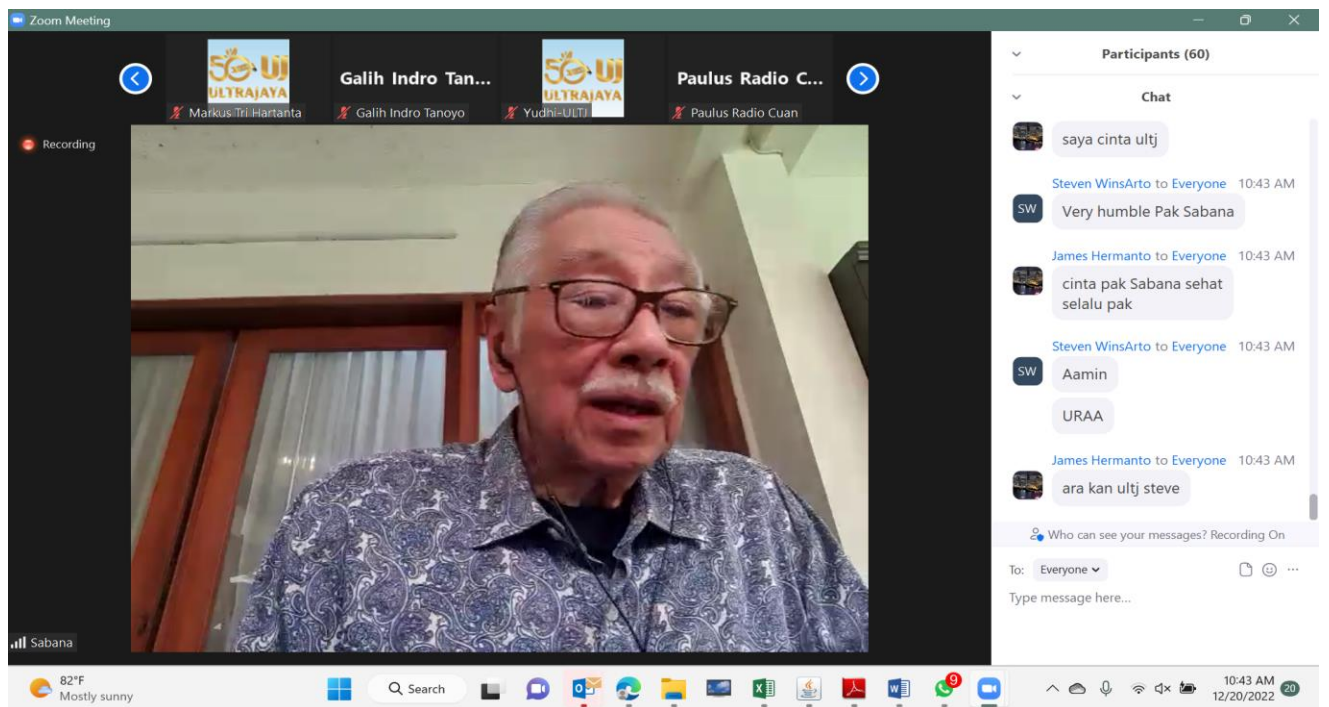 Zoom Meeting
50 UJ
ULTRAJAYA
Markus Tri Hartanta
Galih Indro Tan...
Galih Indro Tanoyo
50 UJ
ULTRAJAYA
Yudhi-ULTJ
Paulus Radio C...
Paulus Radio Cuan
Recording
Sabana
Participants (60)
Chat
saya cinta ultj
Steven WinsArto to Everyone 10:43 AM
SW
Very humble Pak Sabana
James Hermanto to Everyone 10:43 AM
cinta pak Sabana sehat
selalu pak
Steven WinsArto to Everyone 10:43 AM
SW
Aamin
URAA
James Hermanto to Everyone 10:43 AM
ara kan ultj steve
Who can see your messages? Recording On
To: Everyone
Type message here...
82°F
Mostly sunny
Search
9
10:43 AM
12/20/2022
20